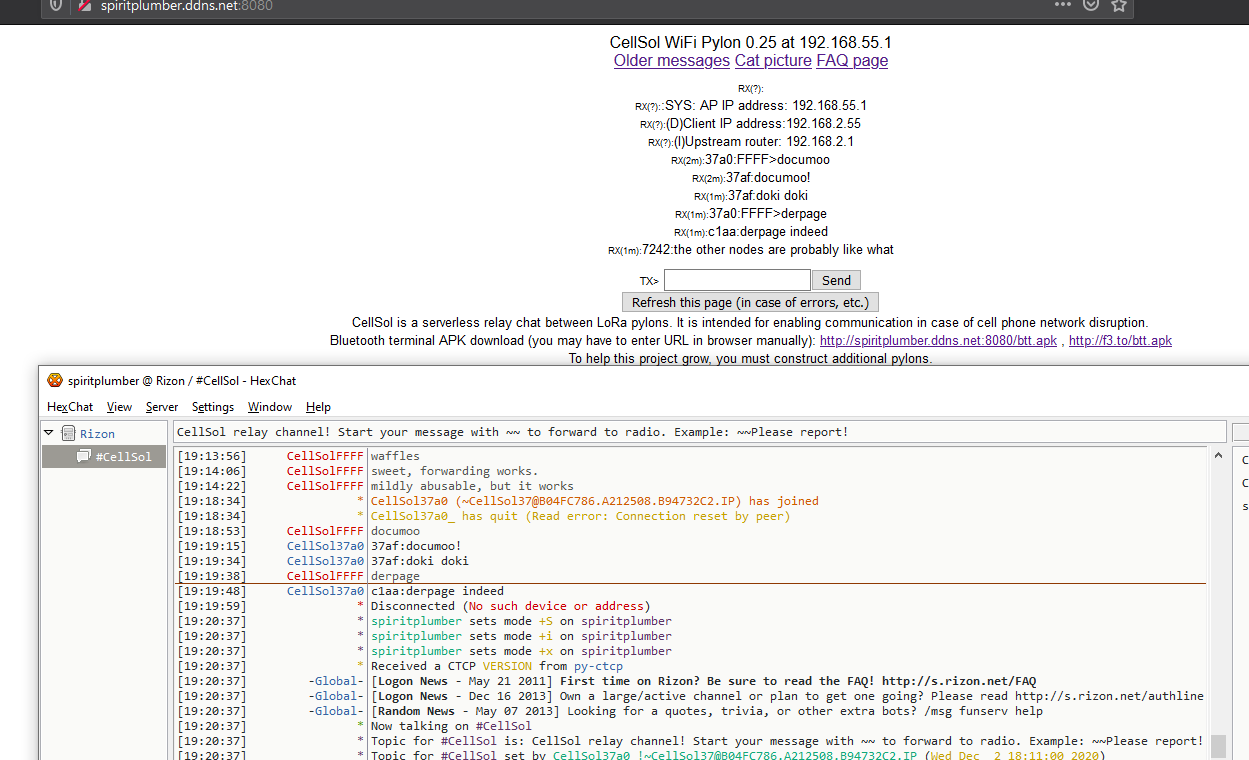 spiritplumber.ddns.net:8080
CellSol WiFi Pylon 0.25 at 192.168.55.1
Older messages Cat picture FAQ page
RX(?):
RX(?)::SYS: AP IP address: 192.168.55.1
RX(?):(D)Client IP address:192.168.2.55
RX(?):(I)Upstream router: 192.168.2.1
RX(2m):37a0:FFFF>documoo
RX(2m):37af:documoo!
RX(1m):37af:doki doki
RX(1m):37a0:FFFF>derpage
RX(1m):c1aa:derpage indeed
RX(1m):7242:the other nodes are probably like what
TX> Send
Refresh this page (in case of errors, etc.)
CellSol is a serverless relay chat between LoRa pylons. It is intended for enabling communication in case of cell phone network disruption.
Bluetooth terminal APK download (you may have to enter URL in browser manually): http://spiritplumber.ddns.net:8080/btt.apk , http://f3.to/btt.apk
To help this project grow, you must construct additional pylons.
spiritplumber @ Rizon / #CellSol - HexChat
HexChat View Server Settings Window Help
Rizon
#CellSol
CellSol relay channel! Start your message with ~~ to forward to radio. Example: ~~Please report!
[19:13:56] CellSolFFFF waffles
[19:14:06] CellSolFFFF sweet, forwarding works.
[19:14:22] CellSolFFFF mildly abusable, but it works
[19:18:34] * CellSol37a0 (~CellSol37@B04FC786.A212508.B94732C2.IP) has joined
[19:18:34] * CellSol37a0_ has quit (Read error: Connection reset by peer)
[19:18:53] CellSolFFFF documoo
[19:19:15] CellSol37a0 37af:documoo!
[19:19:34] CellSol37a0 37af:doki doki
[19:19:38] CellSolFFFF derpage
[19:19:48] CellSol37a0 c1aa:derpage indeed
[19:19:59] * Disconnected (No such device or address)
[19:20:37] * spiritplumber sets mode +S on spiritplumber
[19:20:37] * spiritplumber sets mode +i on spiritplumber
[19:20:37] * spiritplumber sets mode +x on spiritplumber
[19:20:37] * Received a CTCP VERSION from py-ctcp
[19:20:37] -Global- [Logon News - May 21 2011] First time on Rizon? Be sure to read the FAQ! http://s.rizon.net/FAQ
[19:20:37] -Global- [Logon News - Dec 16 2013] Own a large/active channel or plan to get one going? Please read http://s.rizon.net/authline
[19:20:37] -Global- [Random News - May 07 2013] Looking for a quotes, trivia, or other extra bots? /msg funserv help
[19:20:37] * Now talking on #CellSol
[19:20:37] * Topic for #CellSol is: CellSol relay channel! Start your message with ~~ to forward to radio. Example: ~~Please report!
[19:20:37] * Topic for #CellSol set by CellSol37a0_!~CellSol37@B04FC786.A212508.B94732C2.IP (Wed Dec 2 18:11:00 2020)